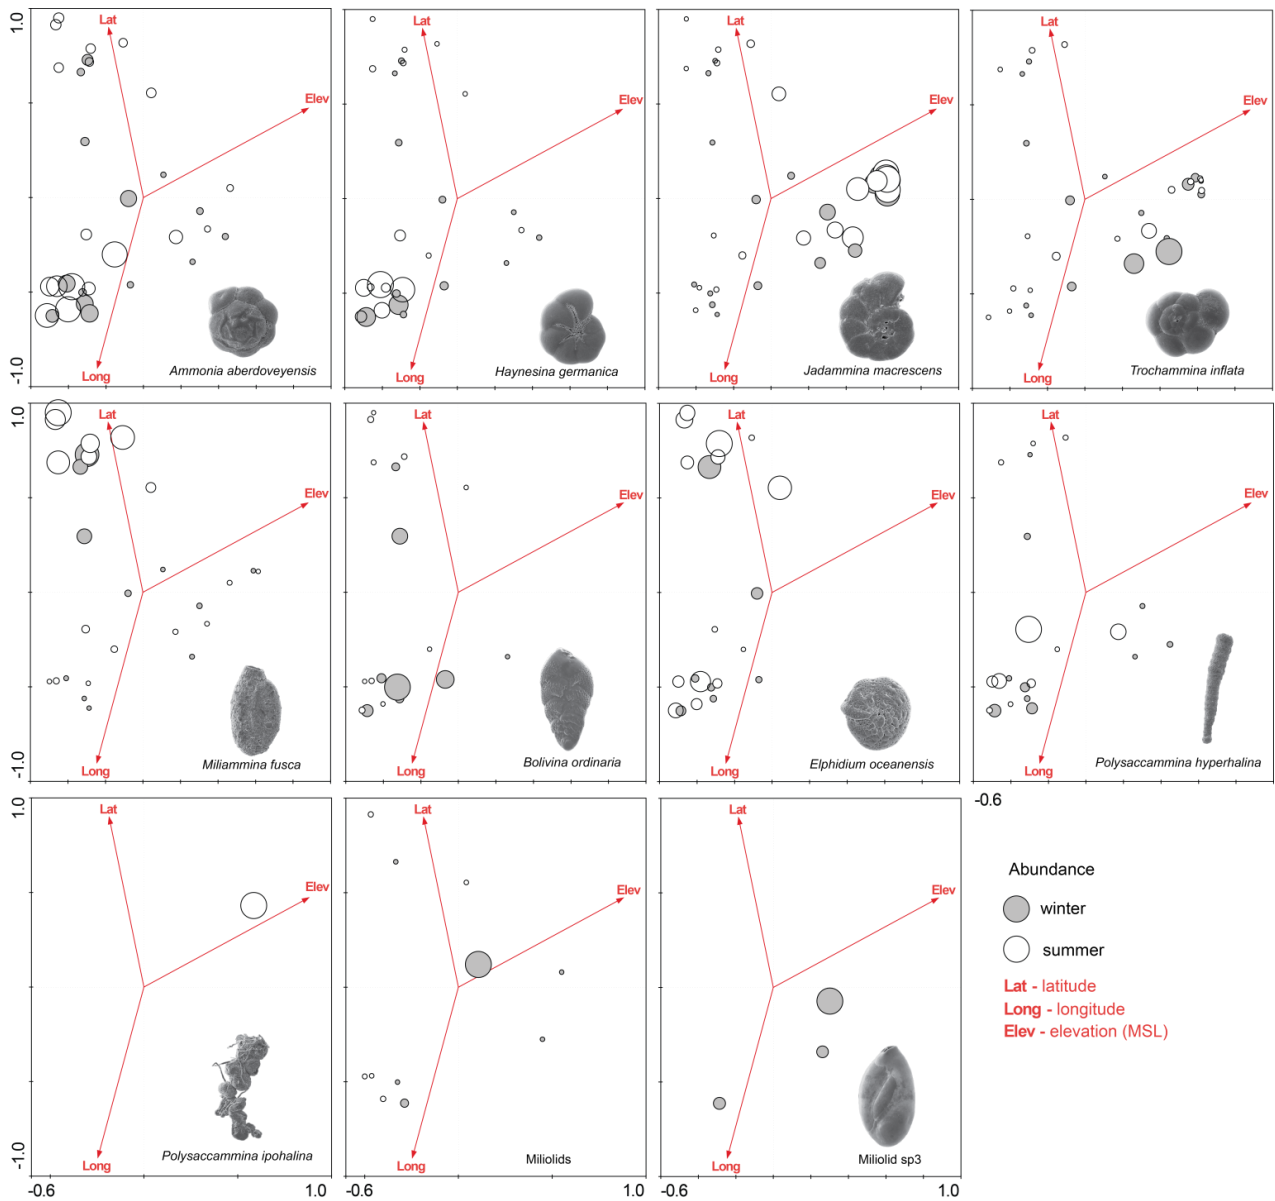 1.0
Lat
Elev
Long
Ammonia aberdoveyensis
-1.0
Lat
Elev
Long
Haynesina germanica
Lat
Elev
Long
Jadammina macrescens
Lat
Elev
Long
Trochammina inflata
1.0
Lat
Elev
Long
Miliammina fusca
-1.0
Lat
Elev
Long
Bolivina ordinaria
Lat
Elev
Long
Elphidium oceanensis
Lat
Elev
Long
Polysaccammina hyperhalina
-0.6
1.0
Lat
Elev
Long
Polysaccammina ipohalina
-1.0
-0.6
1.0
Lat
Elev
Long
Miliolids
-0.6
1.0
Lat
Elev
Long
Miliolid sp3
-0.6
1.0
Abundance
winter
summer
Lat - latitude
Long - longitude
Elev - elevation (MSL)